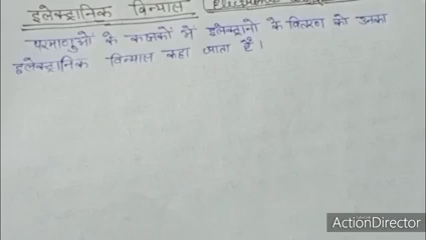 इलेक्ट्रानिक विन्यास
परमाणुओं के कक्षकों में इलेक्ट्रानो के वितरण को उनका
इलेक्ट्रानिक विन्यास कहा जाता है।
ActionDirector